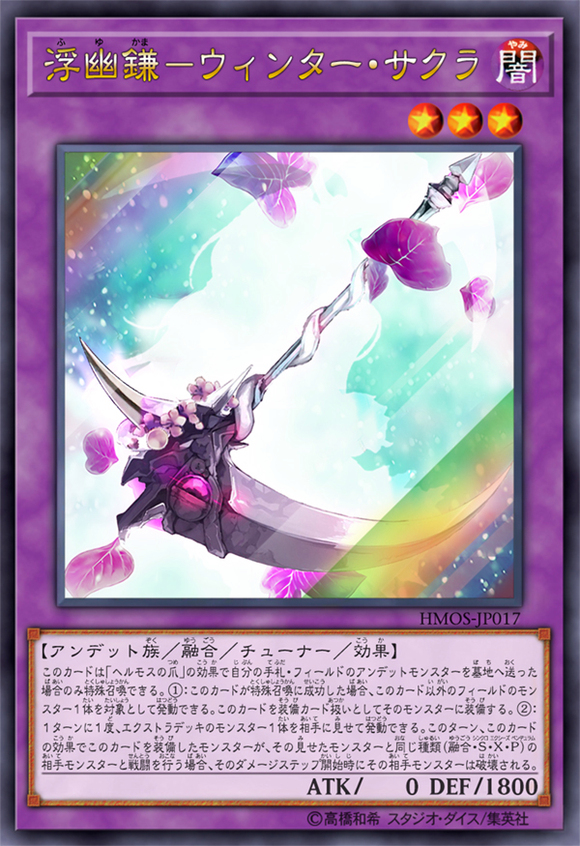 浮幽鎌－ウィンター・サクラ
闇
HMOS-JP017
【アンデット族／融合／チューナー／効果】
このカードは「ヘルモスの爪」の効果で自分の手札・フィールドのアンデットモンスターを墓地へ送った
場合のみ特殊召喚できる。①：このカードが特殊召喚に成功した場合、このカード以外のフィールドのモン
スター1体を対象として発動できる。このカードを装備カード扱いとしてそのモンスターに装備する。②：
1ターンに1度、エクストラデッキのモンスター1体を相手に見せて発動できる。このターン、このカード
の効果でこのカードを装備したモンスターが、その見せたモンスターと同じ種類(融合・S・X・P)の
相手モンスターと戦闘を行う場合、そのダメージステップ開始時にその相手モンスターは破壊される。
ATK/ 0 DEF/1800
©高橋和希 スタジオ・ダイス/集英社